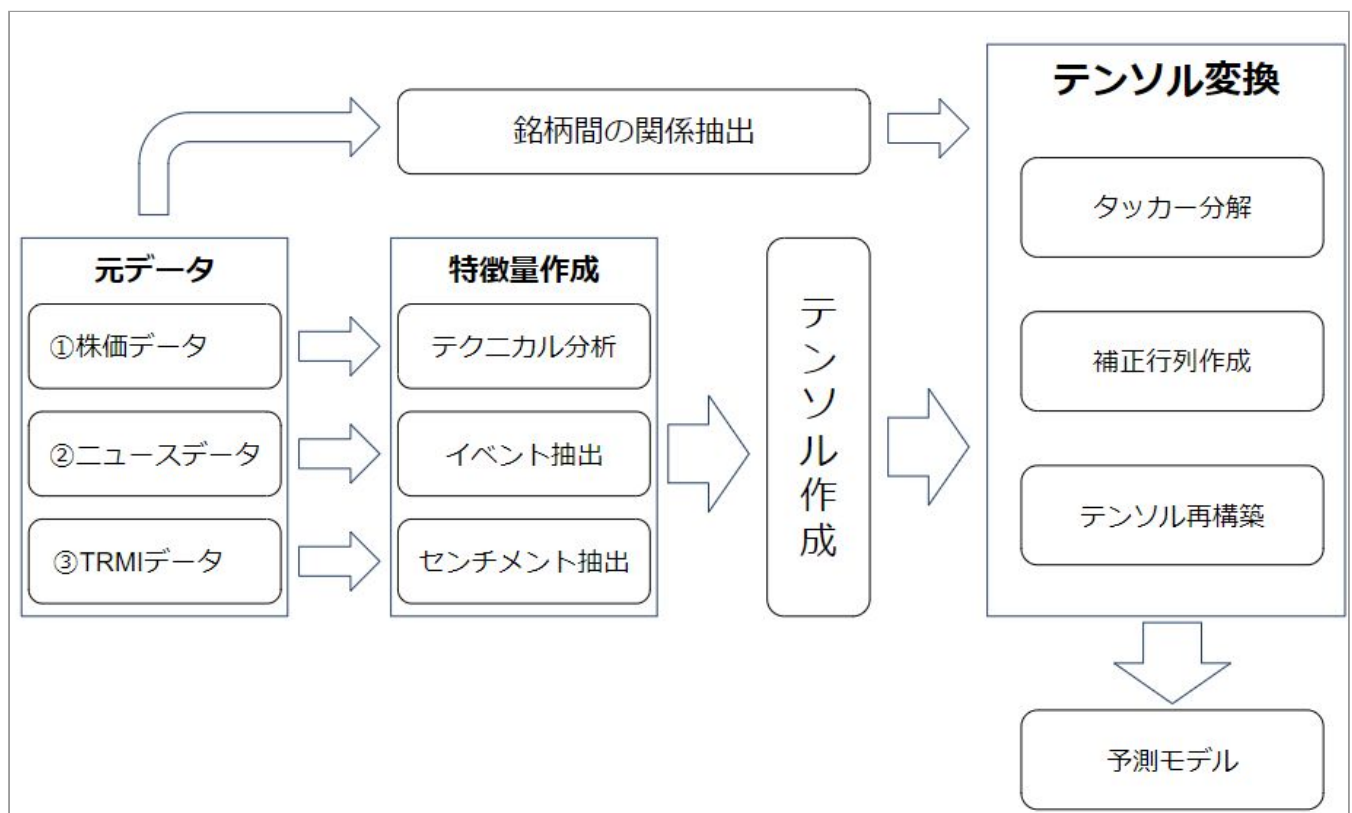 銘柄間の関係抽出
元データ
①株価データ
②ニュースデータ
③TRMIデータ
特徴量作成
テクニカル分析
イベント抽出
センチメント抽出
テンソル作成
テンソル変換
タッカー分解
補正行列作成
テンソル再構築
予測モデル